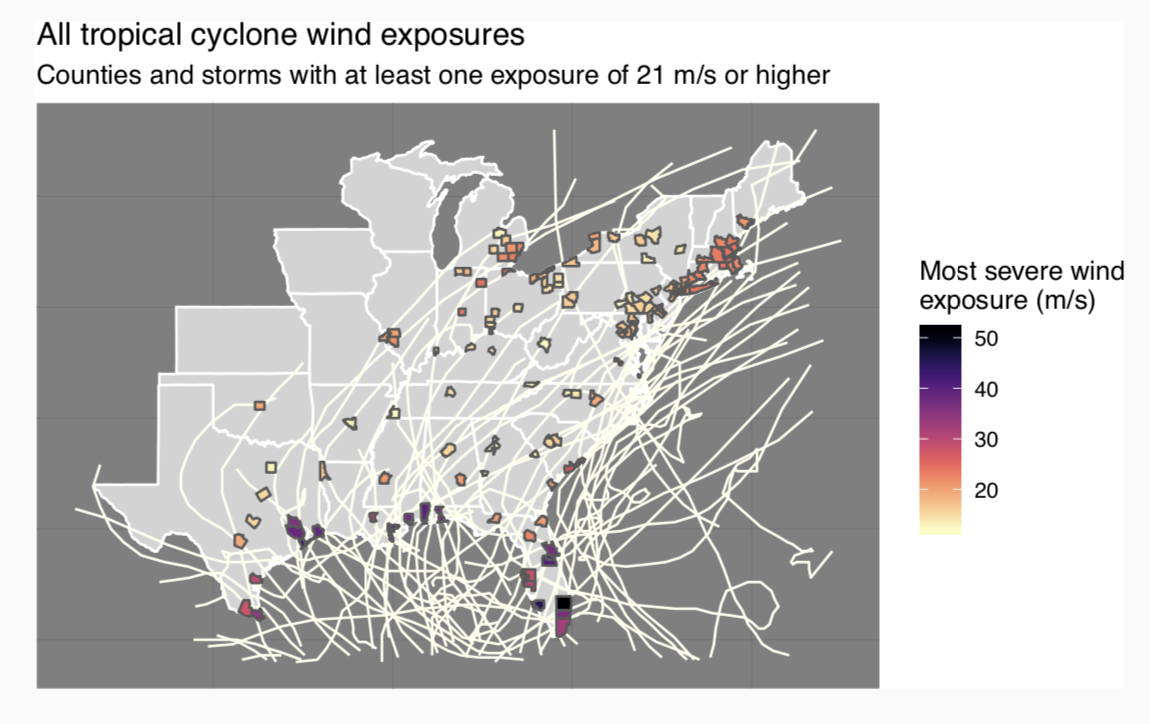 All tropical cyclone wind exposures
Counties and storms with at least one exposure of 21 m/s or higher
Most severe wind
exposure (m/s)
50
40
30
20